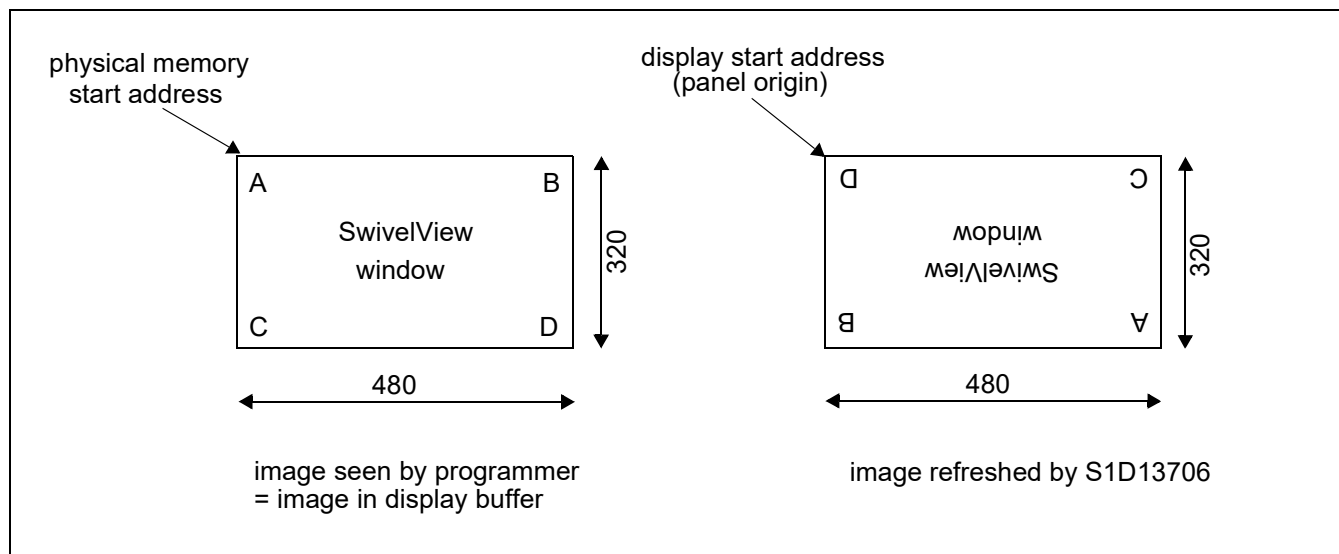 physical memory
start address
A
B
SwivelView
window
C
D
320
480
image seen by programmer
= image in display buffer
display start address
(panel origin)
D
C
window
SwivelView
B
A
320
480
image refreshed by S1D13706